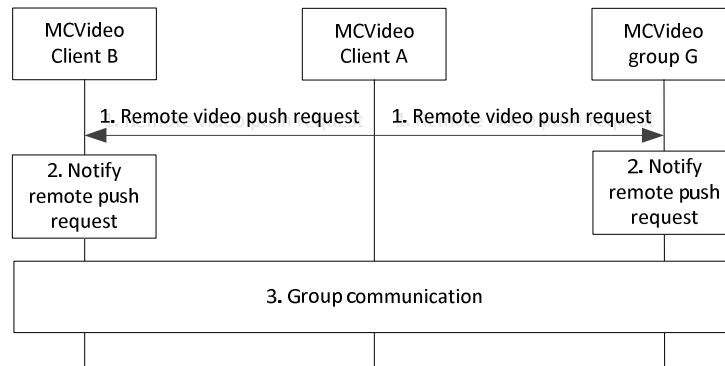 MCVideo
Client B
MCVideo
Client A
MCVideo
group G
1. Remote video push request
1. Remote video push request
2. Notify
remote push
request
2. Notify
remote push
request
3. Group communication